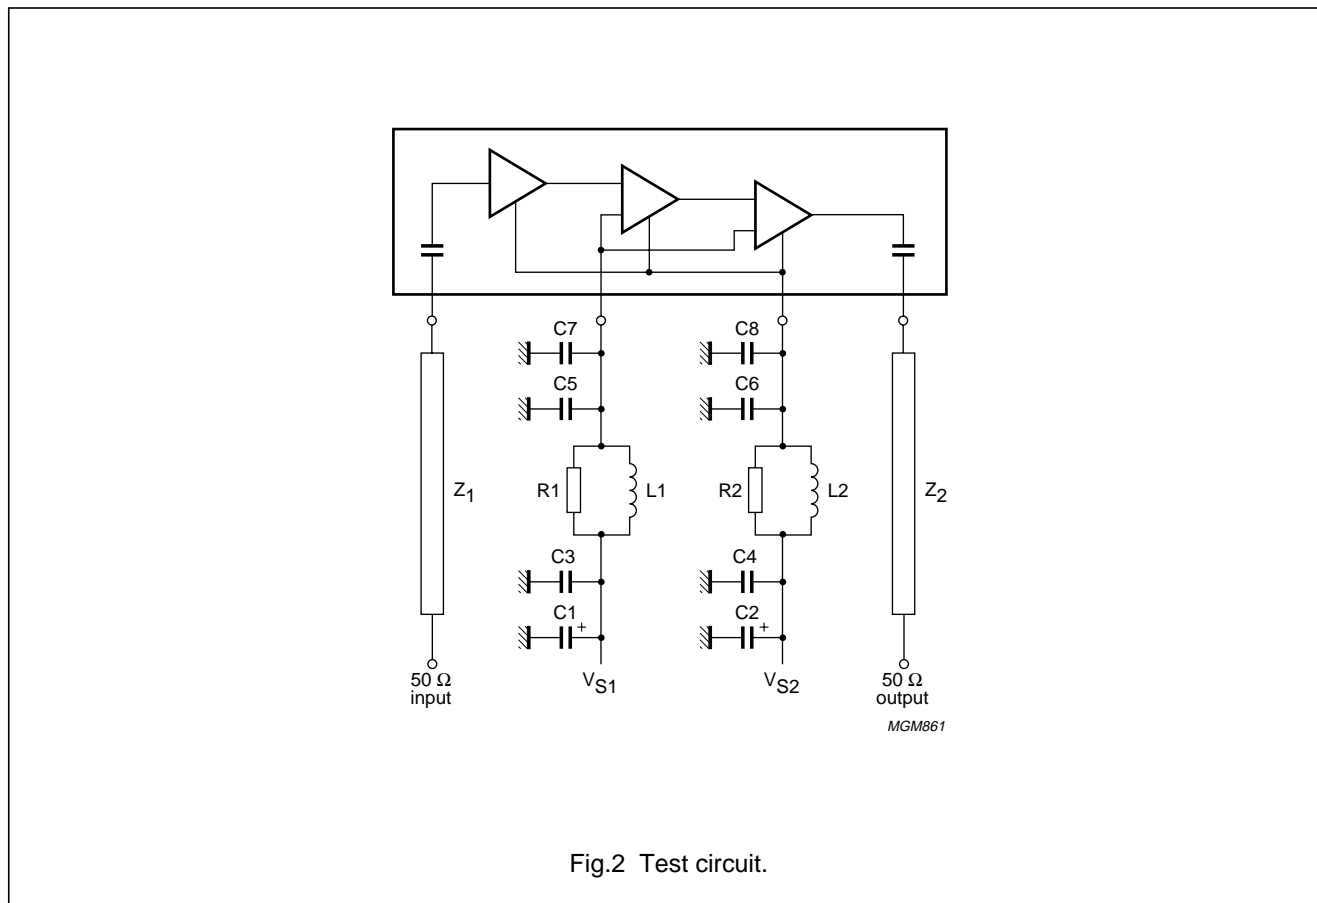 C7 C8
C5 C6
Z1 R1 L1 R2 L2 Z2
C3 C4
C1 + C2 +
50 Ω input VS1 VS2 50 Ω output
MGM861
Fig.2 Test circuit.